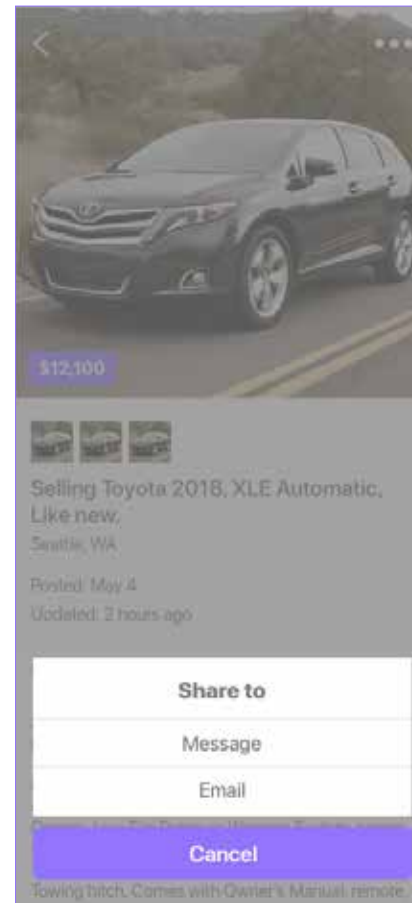 $12,100
Selling Toyota 2018, XLE Automatic,
Like new.
Seattle, WA
Posted: May 4
Updated: 2 hours ago
Share to
Message
Email
Cancel
Towing hitch. Comes with Owner's Manual, remote,